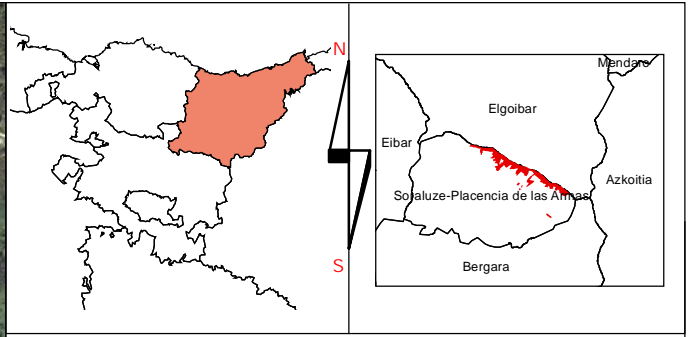 N
Mendaro
Elgoibar
Eibar
Azkoitia
Soraluze-Placencia de las Armas
S
Bergara